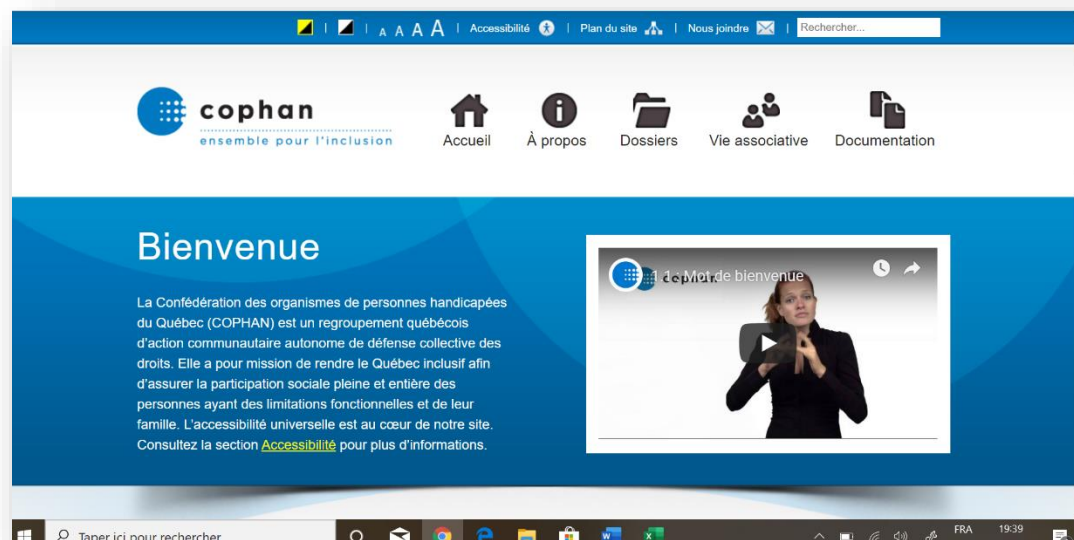 A A A A Accessibilité Plan du site Nous joindre Rechercher...
cophan
ensemble pour l'inclusion
Accueil À propos Dossiers Vie associative Documentation
Bienvenue
La Confédération des organismes de personnes handicapées
du Québec (COPHAN) est un regroupement québécois
d'action communautaire autonome de défense collective des
droits. Elle a pour mission de rendre le Québec inclusif afin
d'assurer la participation sociale pleine et entière des
personnes ayant des limitations fonctionnelles et de leur
famille. L'accessibilité universelle est au cœur de notre site.
Consultez la section Accessibilité pour plus d'informations.
cophan
1.1 : Mot de bienvenue
Taper ici pour rechercher
FRA 19:39